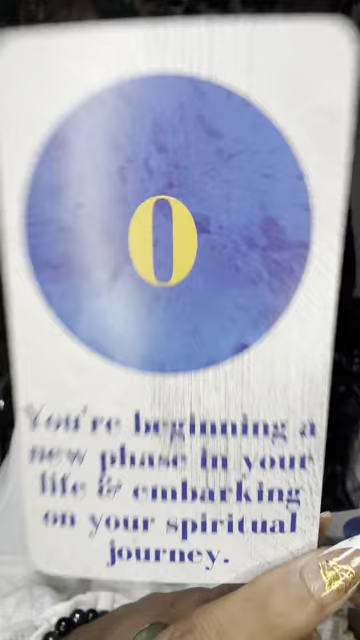 0
You're beginning a
new phase in your
life & embarking
on your spiritual
journey.